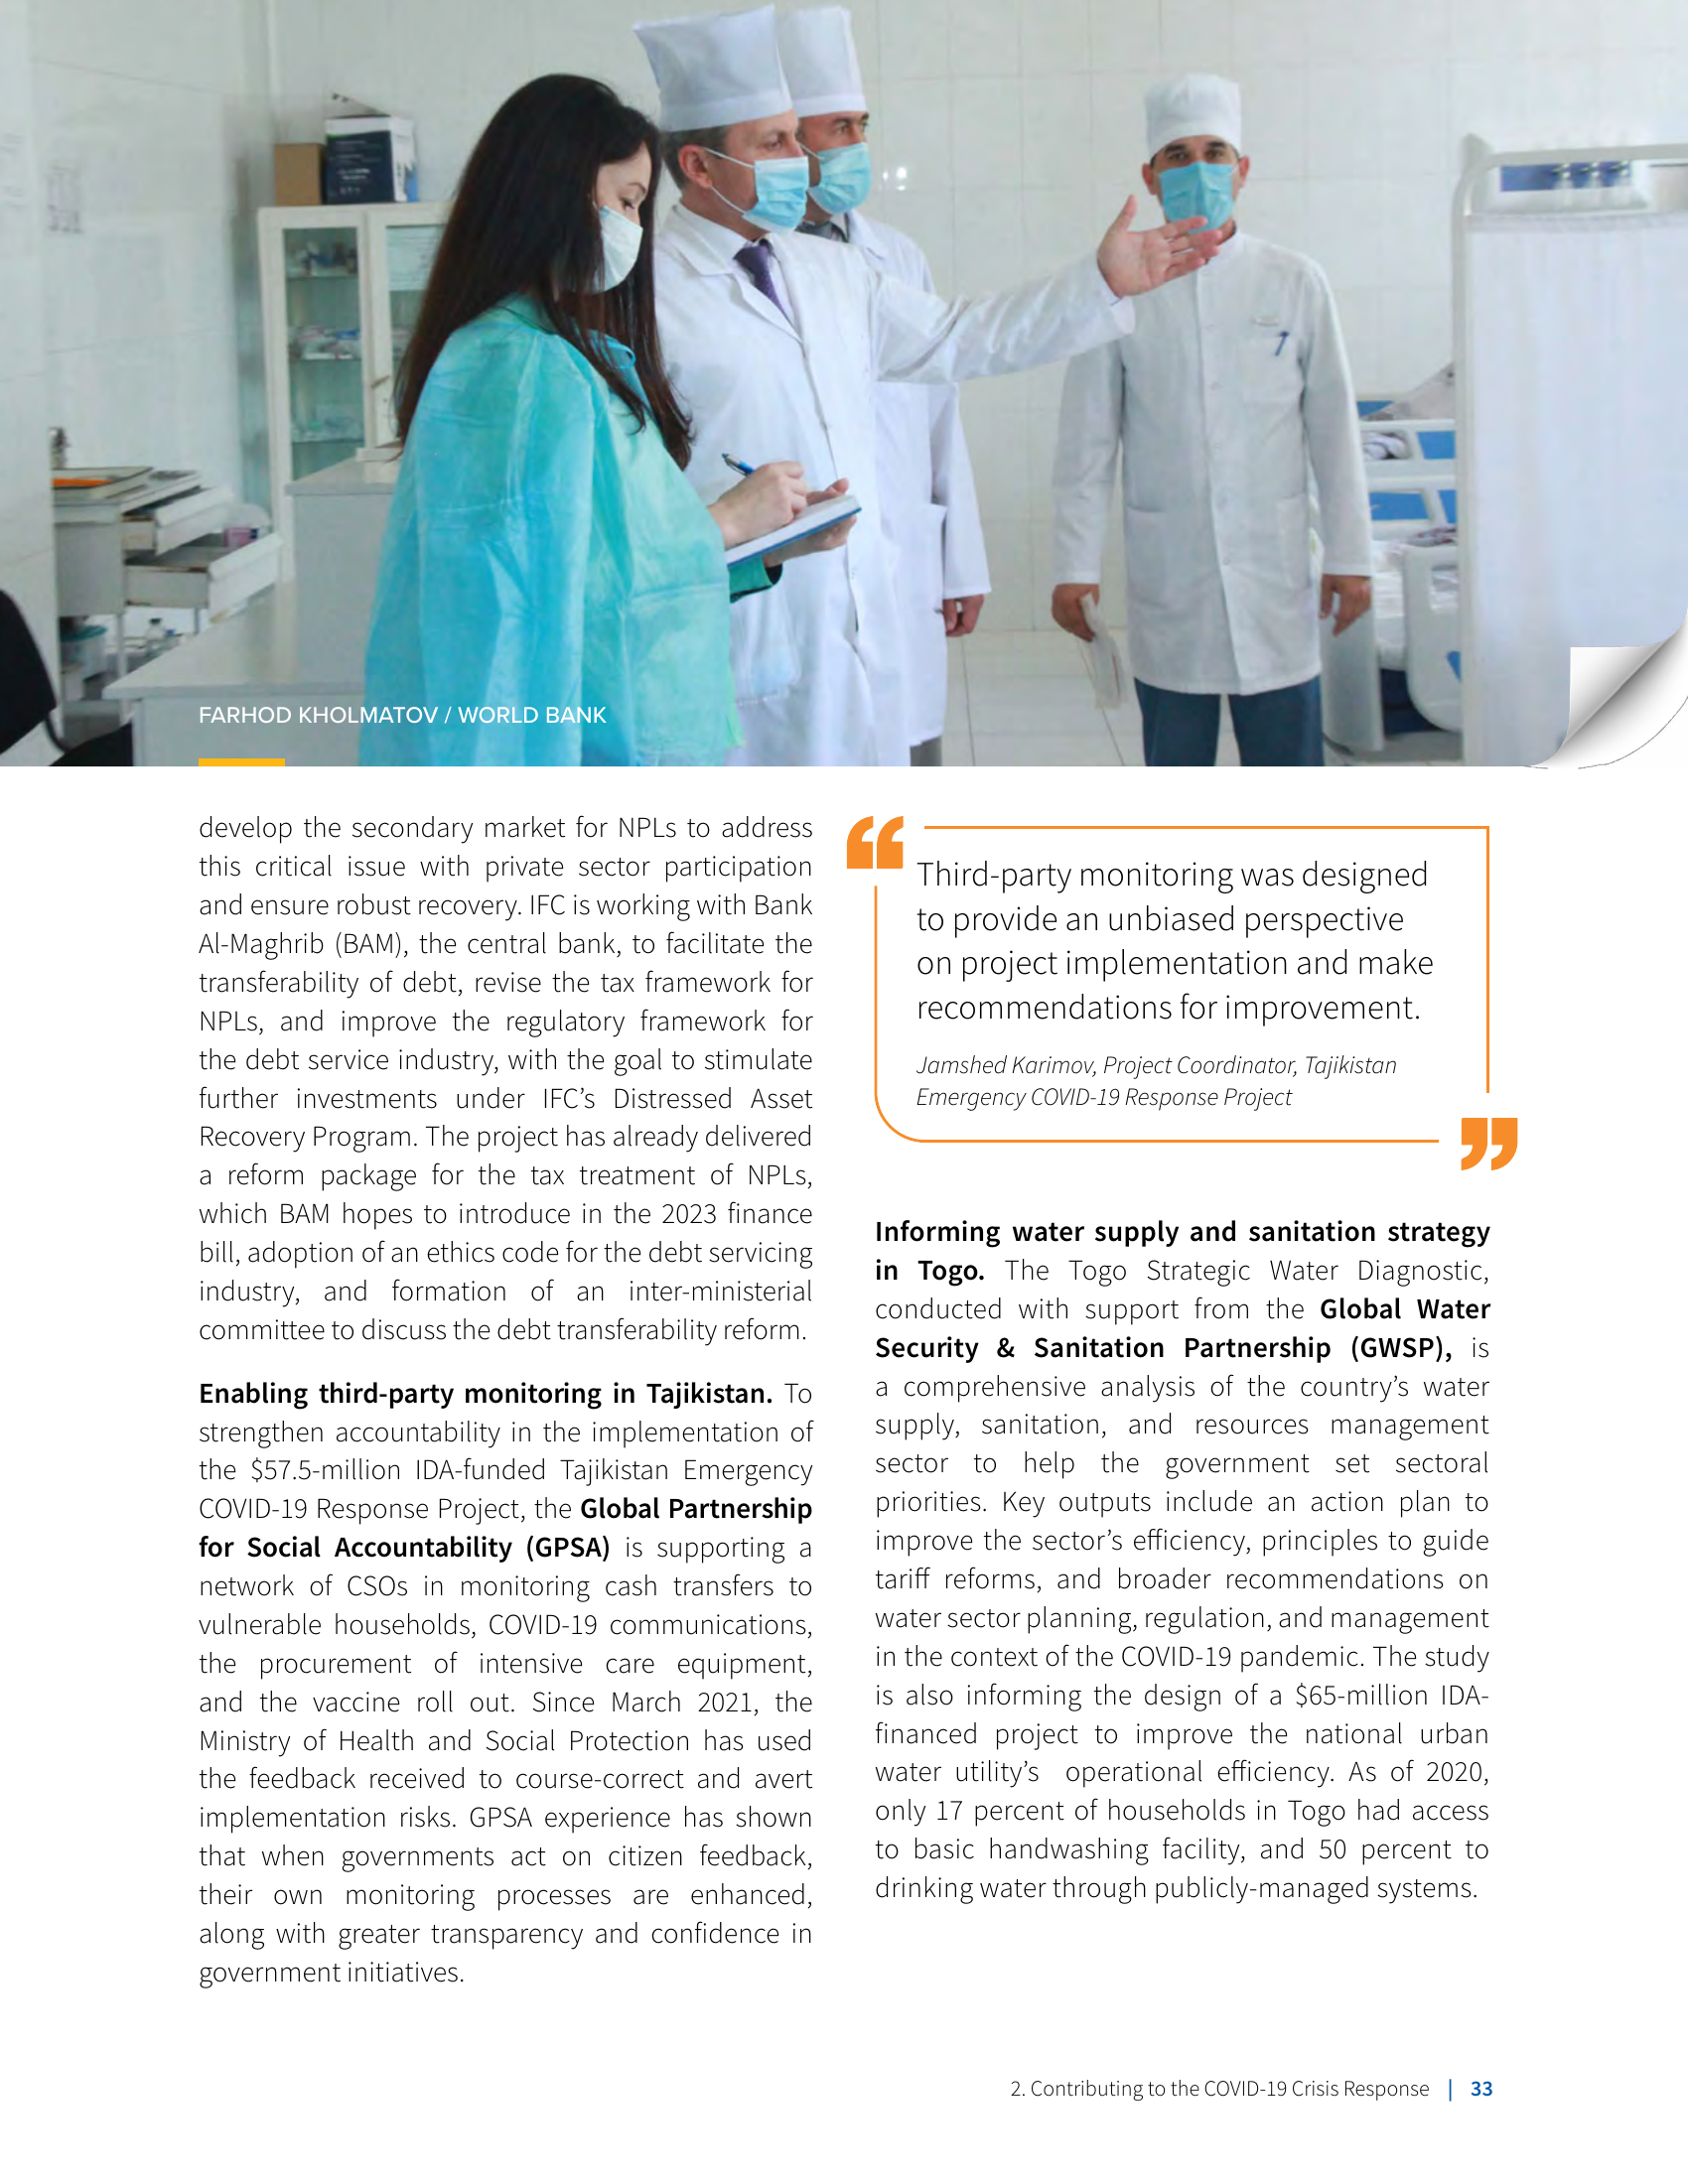 FARHOD KHOLMATOV / WORLD BANK
develop the secondary market for NPLs to address
this critical issue with private sector participation
and ensure robust recovery. IFC is working with Bank
Al-Maghrib (BAM), the central bank, to facilitate the
transferability of debt, revise the tax framework for
NPLs, and improve the regulatory framework for
the debt service industry, with the goal to stimulate
further investments under IFC’s Distressed Asset
Recovery Program. The project has already delivered
a reform package for the tax treatment of NPLs,
which BAM hopes to introduce in the 2023 finance
bill, adoption of an ethics code for the debt servicing
industry, and formation of an inter-ministerial
committee to discuss the debt transferability reform.
Enabling third-party monitoring in Tajikistan. To
strengthen accountability in the implementation of
the $57.5-million IDA-funded Tajikistan Emergency
COVID-19 Response Project, the Global Partnership
for Social Accountability (GPSA) is supporting a
network of CSOs in monitoring cash transfers to
vulnerable households, COVID-19 communications,
the procurement of intensive care equipment,
and the vaccine roll out. Since March 2021, the
Ministry of Health and Social Protection has used
the feedback received to course-correct and avert
implementation risks. GPSA experience has shown
that when governments act on citizen feedback,
their own monitoring processes are enhanced,
along with greater transparency and confidence in
government initiatives.
“
Third-party monitoring was designed
to provide an unbiased perspective
on project implementation and make
recommendations for improvement.
Jamshed Karimov, Project Coordinator, Tajikistan
Emergency COVID-19 Response Project
”
Informing water supply and sanitation strategy
in Togo. The Togo Strategic Water Diagnostic,
conducted with support from the Global Water
Security & Sanitation Partnership (GWSP), is
a comprehensive analysis of the country’s water
supply, sanitation, and resources management
sector to help the government set sectoral
priorities. Key outputs include an action plan to
improve the sector’s efficiency, principles to guide
tariff reforms, and broader recommendations on
water sector planning, regulation, and management
in the context of the COVID-19 pandemic. The study
is also informing the design of a $65-million IDA-
financed project to improve the national urban
water utility’s operational efficiency. As of 2020,
only 17 percent of households in Togo had access
to basic handwashing facility, and 50 percent to
drinking water through publicly-managed systems.
2. Contributing to the COVID-19 Crisis Response | 33